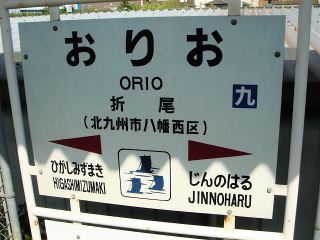 おりお
ORIO
折尾
九
(北九州市八幡西区)
ひがしみずまき
HIGASHIMIZUMAKI
じんのはる
JINNOHARU